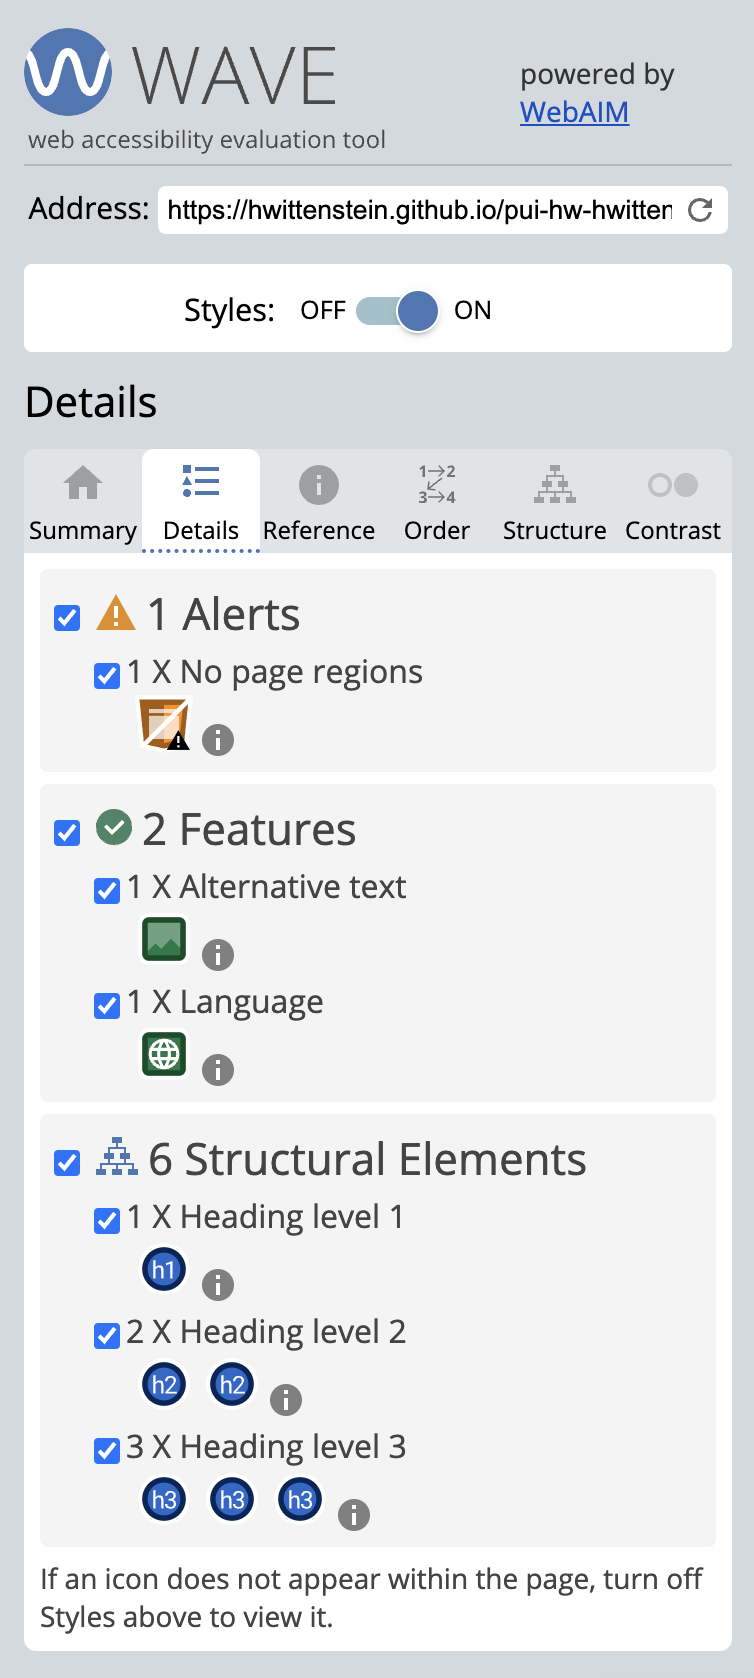 WAVE
web accessibility evaluation tool
powered by
WebAIM
Address: https://hwittenstein.github.io/pui-hw-hwitten
Styles: OFF ON
Details
Summary Details Reference Order Structure Contrast
1 Alerts
1 X No page regions
2 Features
1 X Alternative text
1 X Language
6 Structural Elements
1 X Heading level 1
h1
2 X Heading level 2
h2 h2
3 X Heading level 3
h3 h3 h3
If an icon does not appear within the page, turn off
Styles above to view it.